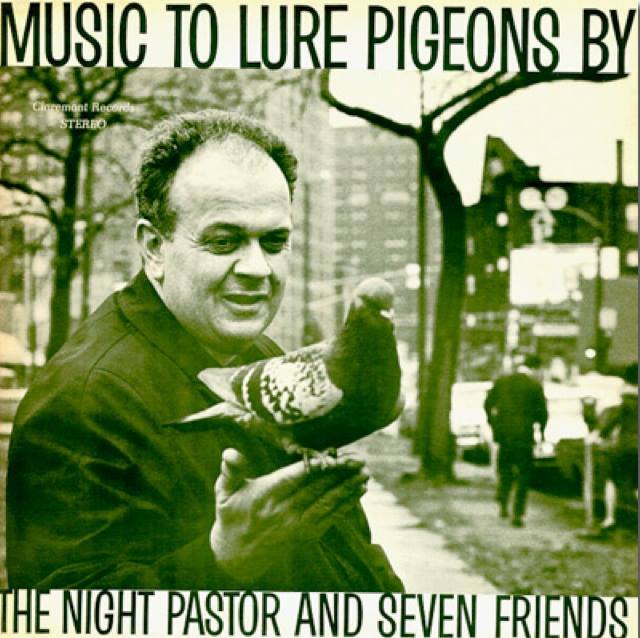 MUSIC TO LURE PIGEONS BY
Claremont Records
STEREO
THE NIGHT PASTOR AND SEVEN FRIENDS